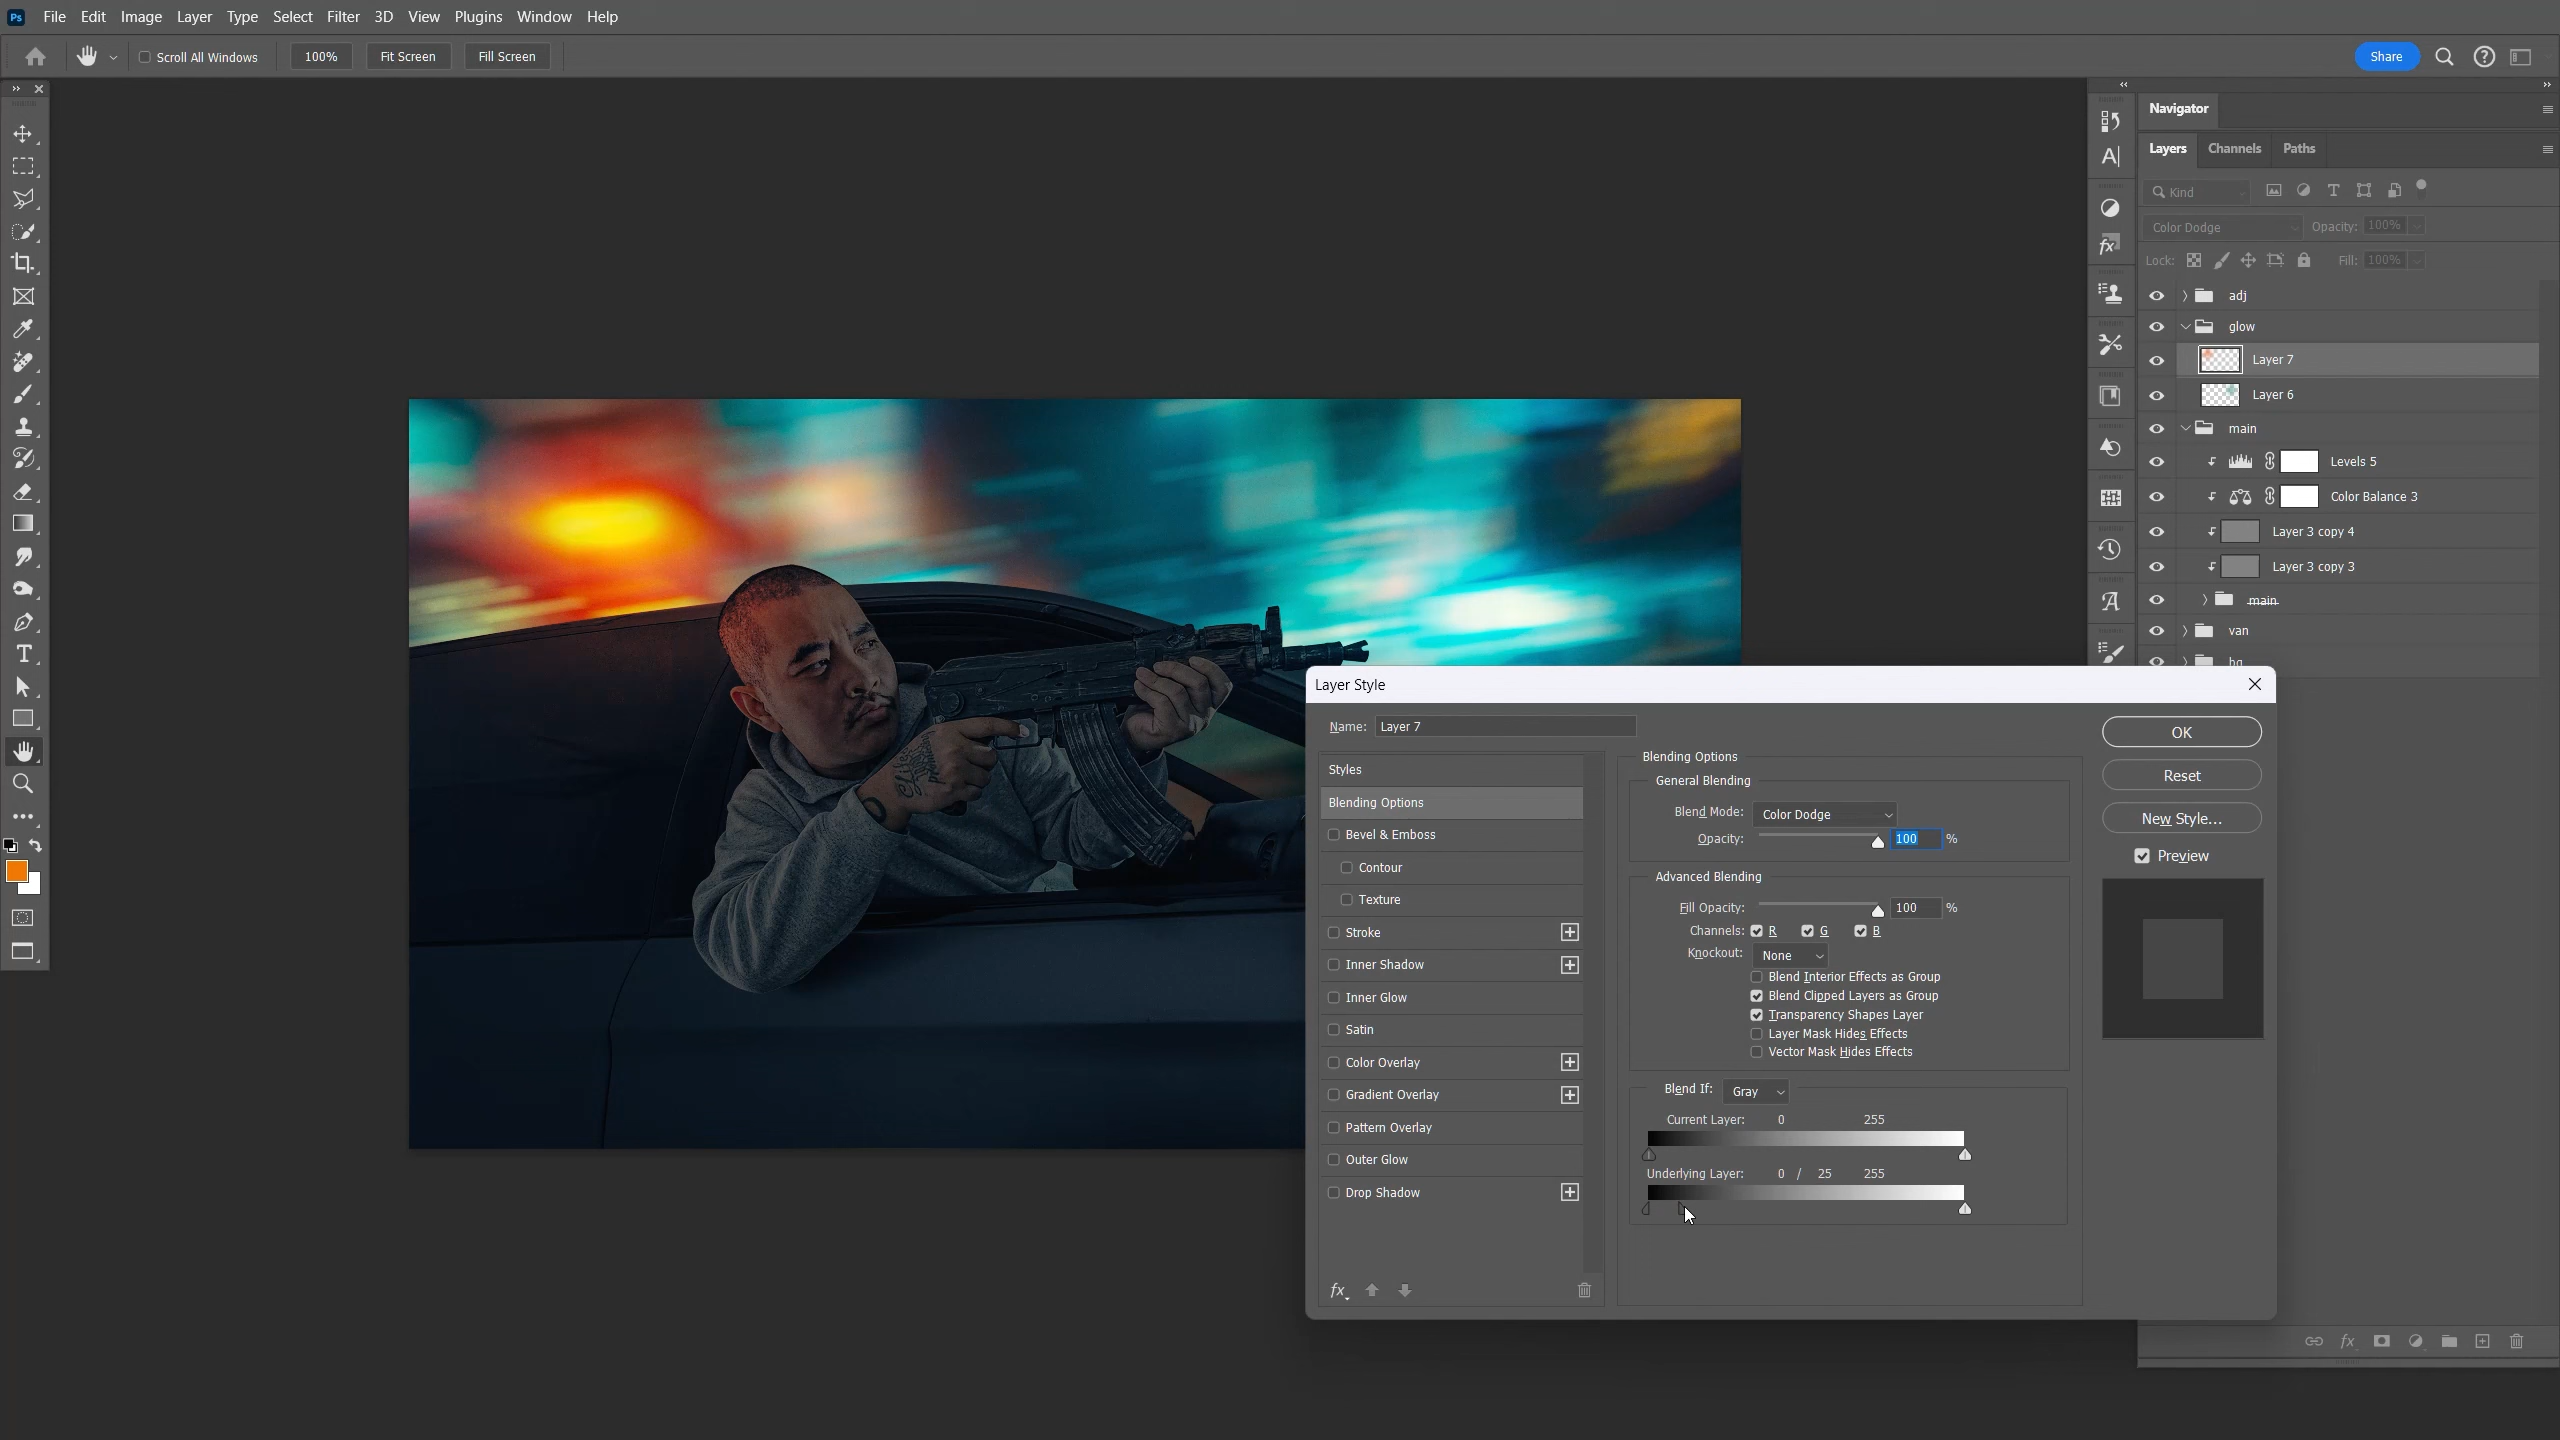 Ps File Edit Image Layer Type Select Filter 3D View Plugins Window Help
Scroll All Windows 100% Fit Screen Fill Screen Share
Navigator
Layers Channels Paths
Kind
Color Dodge Opacity: 100%
Lock: Fill: 100%
adj
glow
Layer 7
Layer 6
main
Levels 5
Color Balance 3
Layer 3 copy 4
Layer 3 copy 3
main
van
bg
Layer Style
Name: Layer 7
Styles
Blending Options
Bevel & Emboss
Contour
Texture
Stroke
Inner Shadow
Inner Glow
Satin
Color Overlay
Gradient Overlay
Pattern Overlay
Outer Glow
Drop Shadow
fx
Blending Options
General Blending
Blend Mode: Color Dodge
Opacity: 100 %
Advanced Blending
Fill Opacity: 100 %
Channels: R G B
Knockout: None
Blend Interior Effects as Group
Blend Clipped Layers as Group
Transparency Shapes Layer
Layer Mask Hides Effects
Vector Mask Hides Effects
Blend If: Gray
Current Layer: 0 255
Underlying Layer: 0 / 25 255
OK
Reset
New Style...
Preview
fx